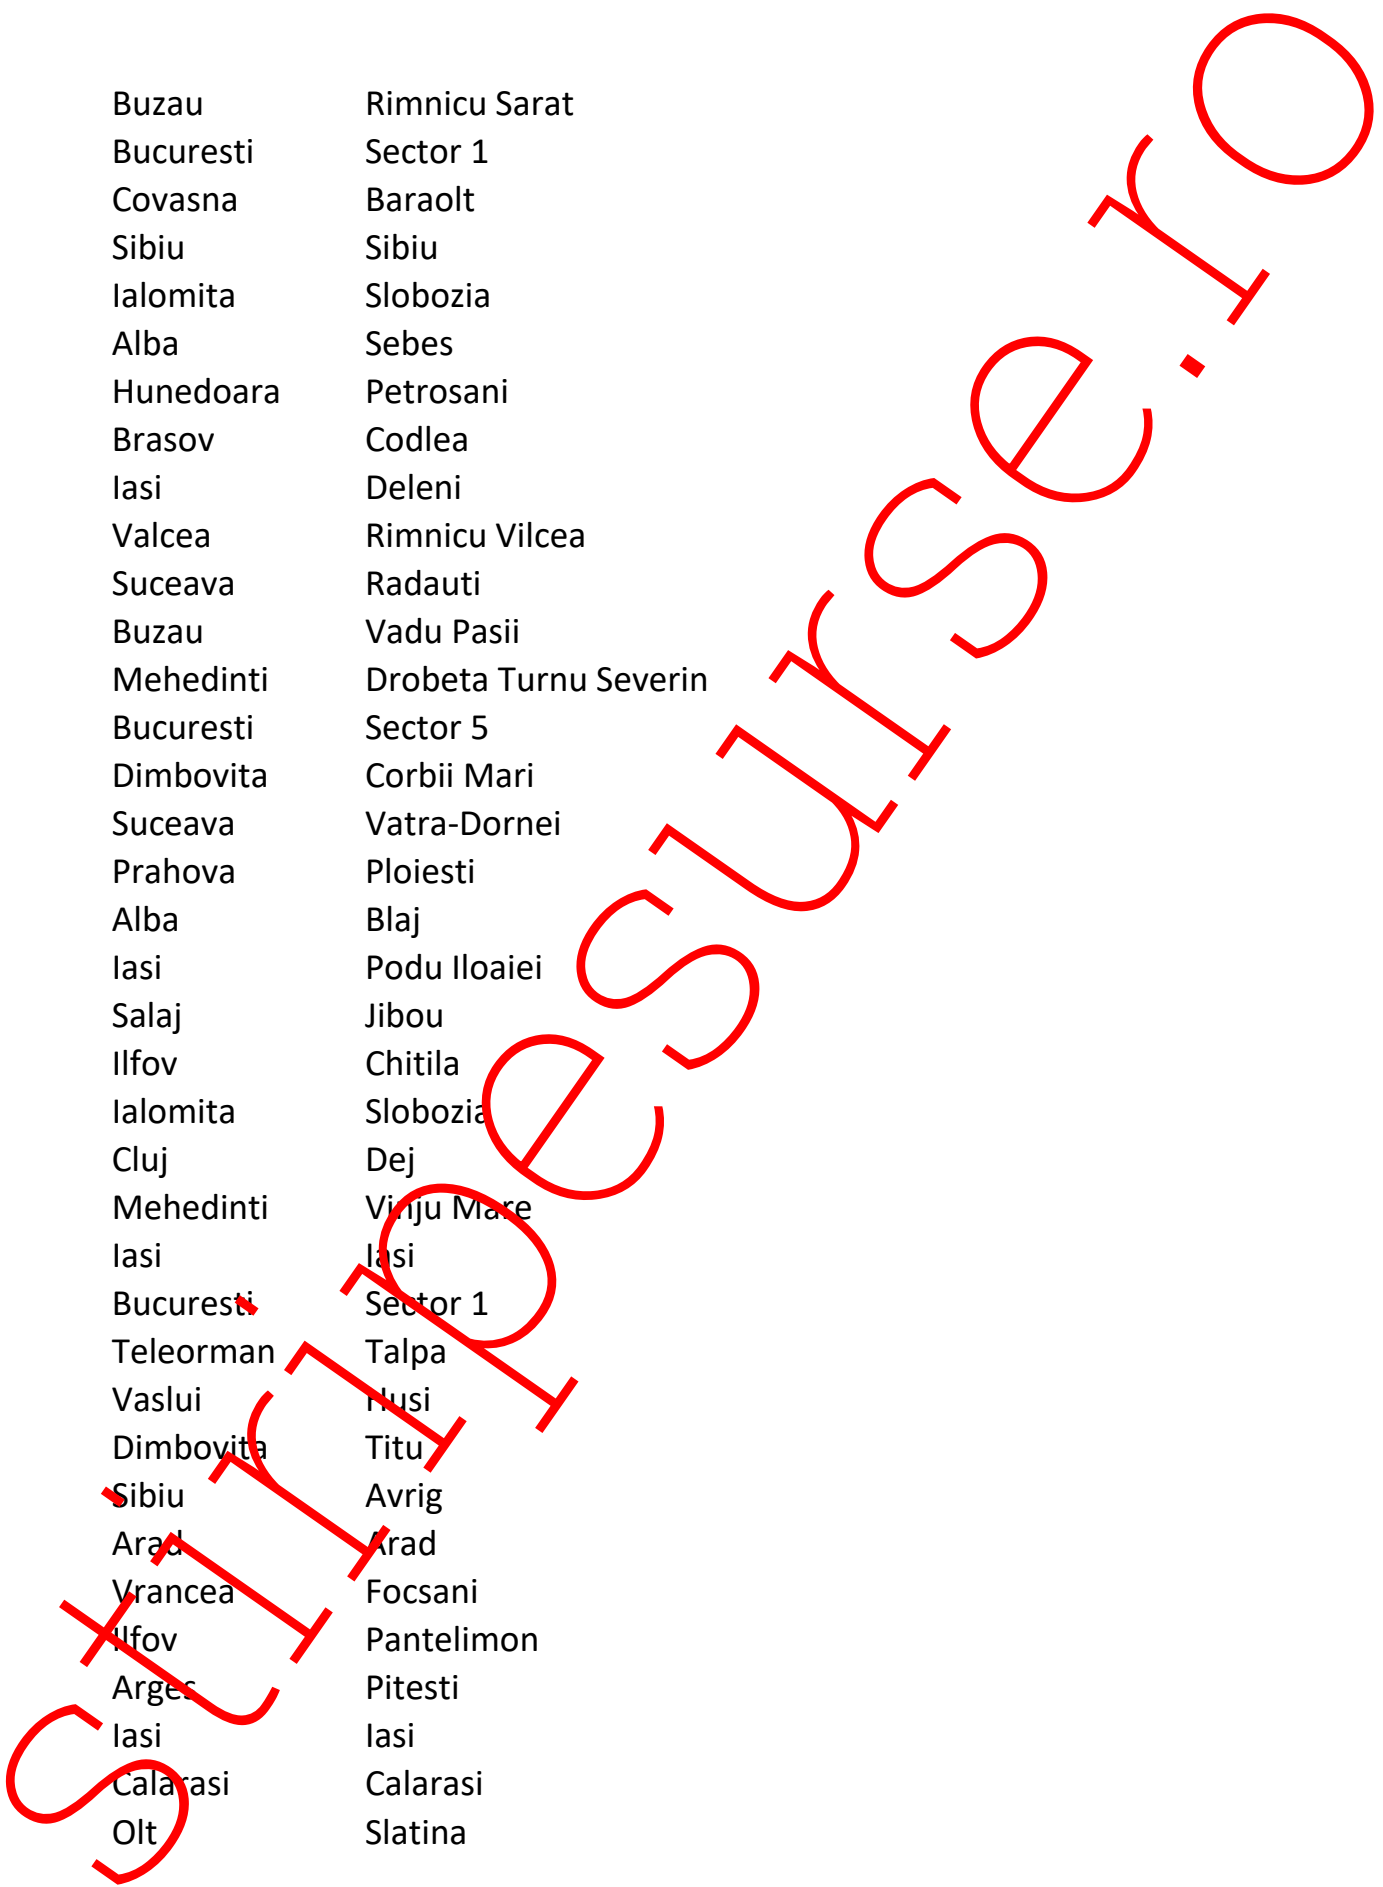 Buzau Rimnicu Sarat
Bucuresti Sector 1
Covasna Baraolt
Sibiu Sibiu
Ialomita Slobozia
Alba Sebes
Hunedoara Petrosani
Brasov Codlea
Iasi Deleni
Valcea Rimnicu Vilcea
Suceava Radauti
Buzau Vadu Pasii
Mehedinti Drobeta Turnu Severin
Bucuresti Sector 5
Dimbovita Corbii Mari
Suceava Vatra-Dornei
Prahova Ploiesti
Alba Blaj
Iasi Podu Iloaiei
Salaj Jibou
Ilfov Chitila
Ialomita Slobozia
Cluj Dej
Mehedinti Vinju Mare
Iasi Iasi
Bucuresti Sector 1
Teleorman Talpa
Vaslui Husi
Dimbovita Titu
Sibiu Avrig
Arad Arad
Vrancea Focsani
Ilfov Pantelimon
Arges Pitesti
Iasi Iasi
Calarasi Calarasi
Olt Slatina
stiripesurse.ro